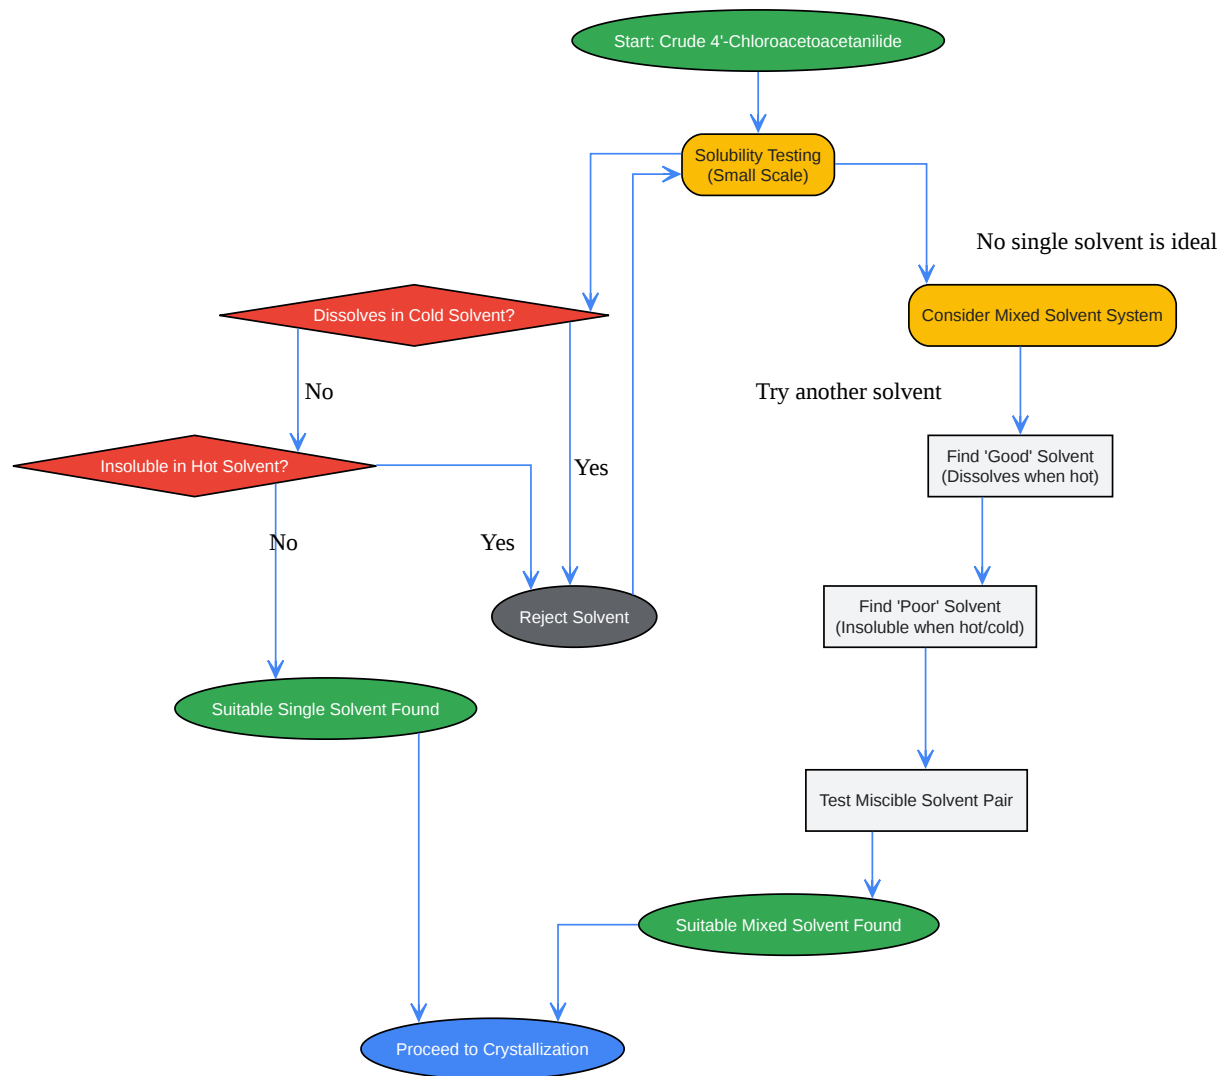 Start: Crude 4'-Chloroacetoacetanilide
Solubility Testing
(Small Scale)
No single solvent is ideal
Dissolves in Cold Solvent?
Consider Mixed Solvent System
No
Try another solvent
Insoluble in Hot Solvent?
Yes
Find 'Good' Solvent
(Dissolves when hot)
No
Yes
Reject Solvent
Find 'Poor' Solvent
(Insoluble when hot/cold)
Suitable Single Solvent Found
Test Miscible Solvent Pair
Suitable Mixed Solvent Found
Proceed to Crystallization